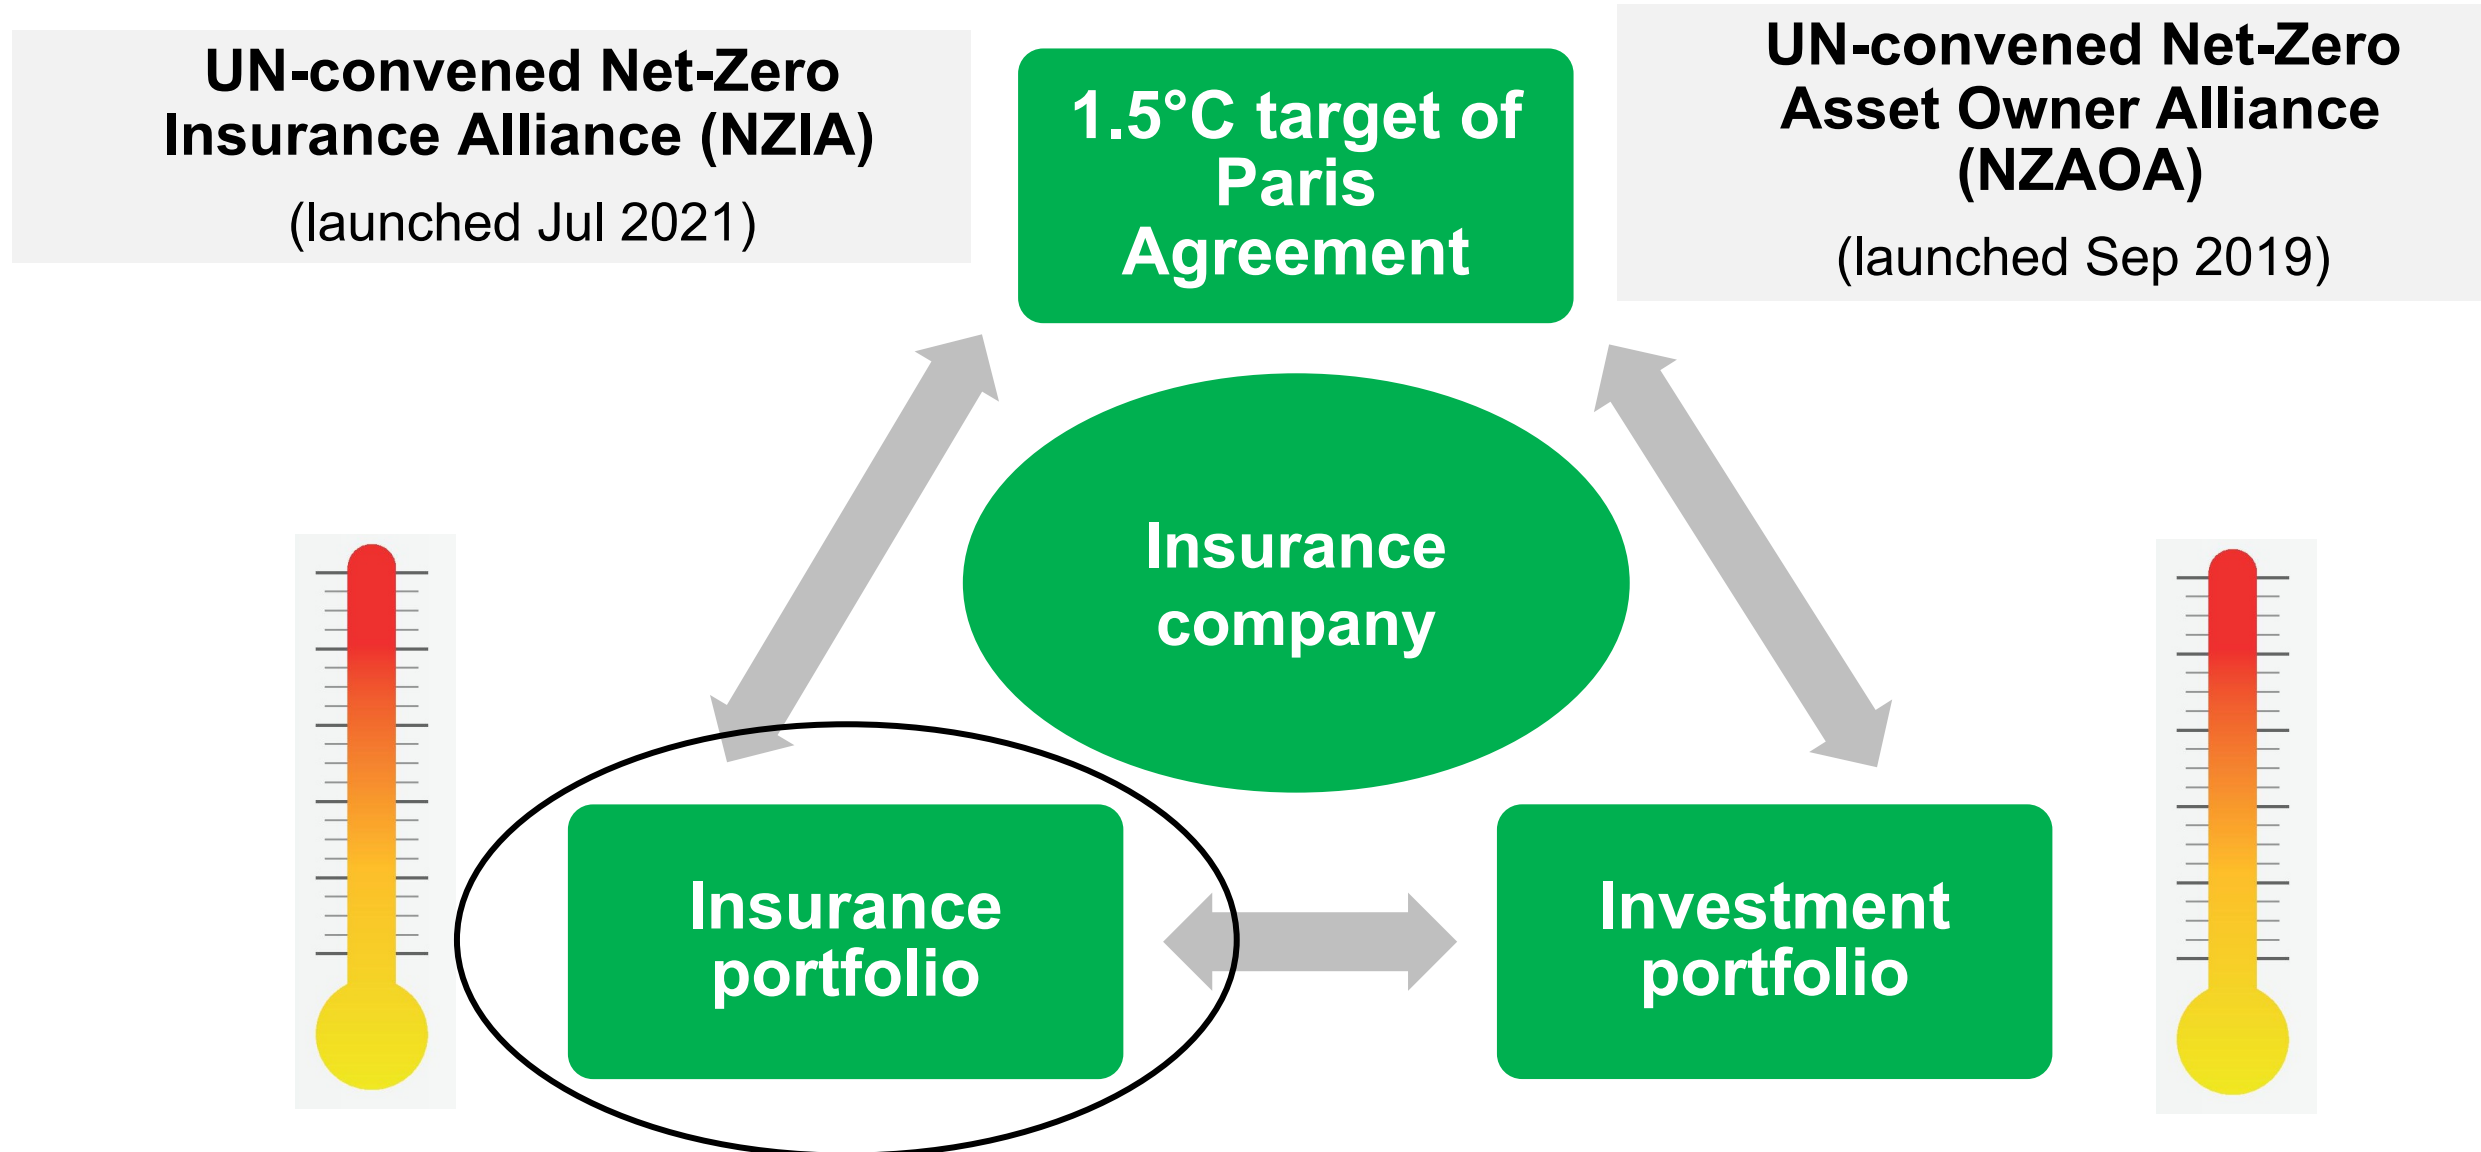 UN-convened Net-Zero
Insurance Alliance (NZIA)
(launched Jul 2021)
1.5°C target of
Paris
Agreement
UN-convened Net-Zero
Asset Owner Alliance
(NZAOA)
(launched Sep 2019)
Insurance
company
Insurance
portfolio
Investment
portfolio